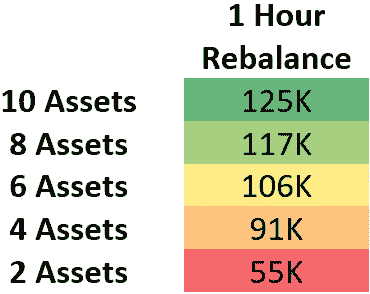 1 Hour
Rebalance
10 Assets 125K
8 Assets 117K
6 Assets 106K
4 Assets 91K
2 Assets 55K